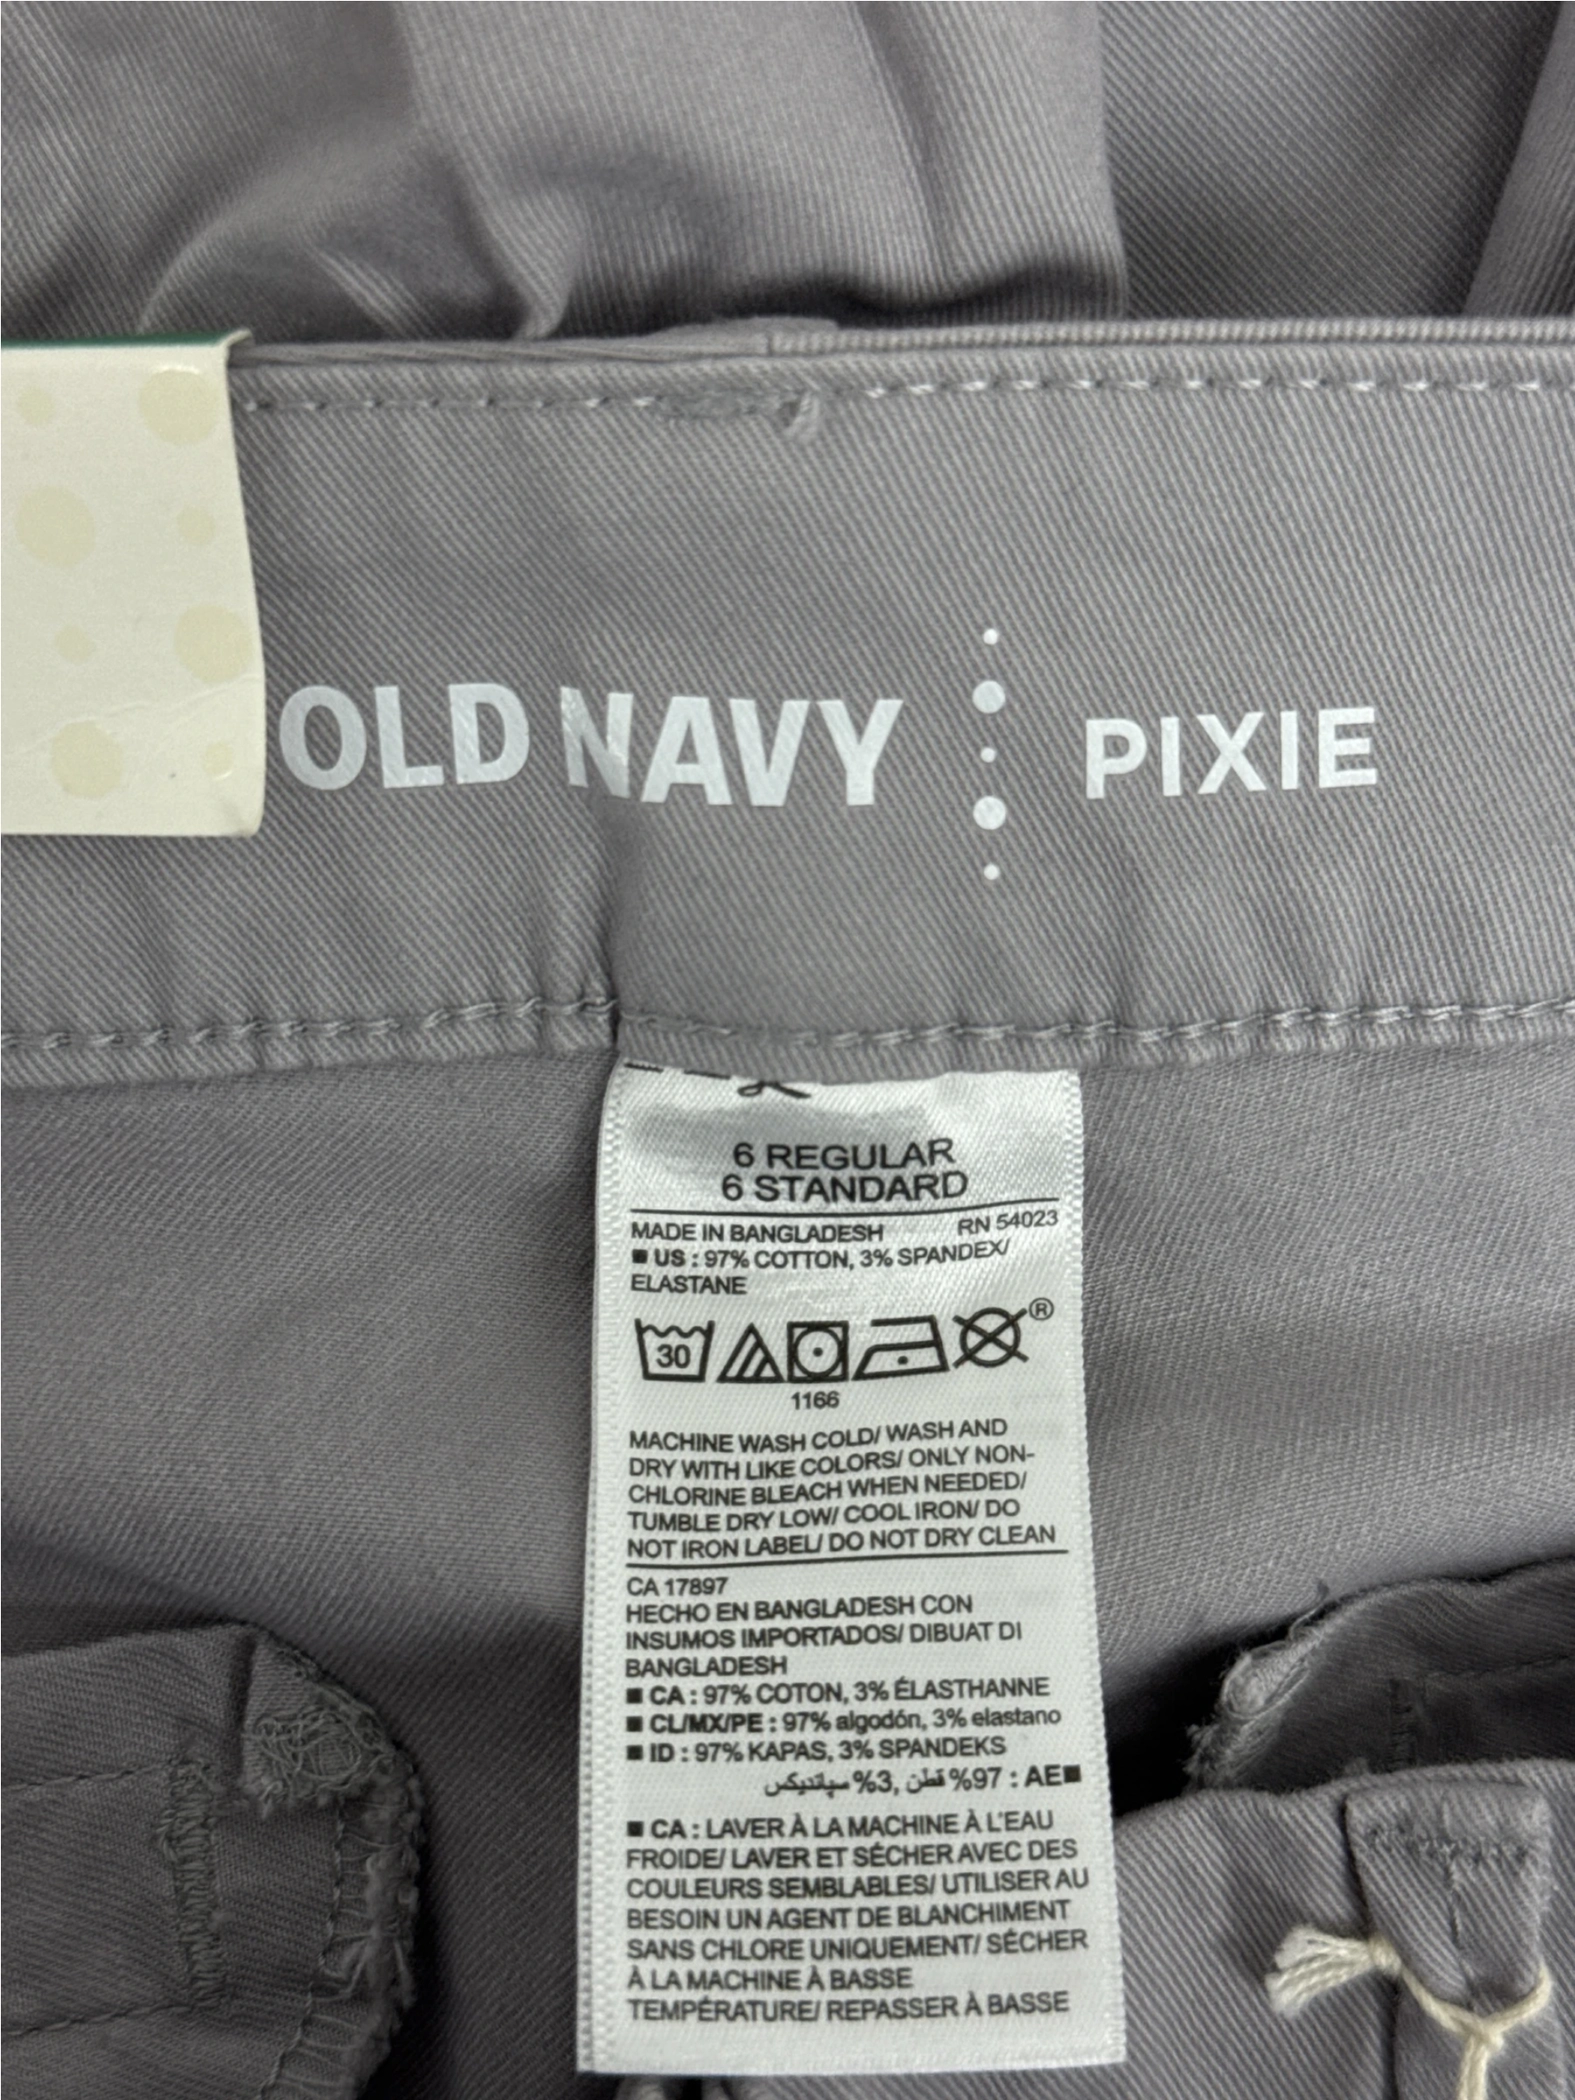 OLD NAVY PIXIE
6 REGULAR
6 STANDARD
MADE IN BANGLADESH RN 54023
■ US : 97% COTTON, 3% SPANDEX/
ELASTANE
30
®
1166
MACHINE WASH COLD/ WASH AND
DRY WITH LIKE COLORS/ ONLY NON-
CHLORINE BLEACH WHEN NEEDED/
TUMBLE DRY LOW/ COOL IRON/ DO
NOT IRON LABEL/ DO NOT DRY CLEAN
CA 17897
HECHO EN BANGLADESH CON
INSUMOS IMPORTADOS/ DIBUAT DI
BANGLADESH
■ CA : 97% COTON, 3% ÉLASTHANNE
■ CL/MX/PE : 97% algodón, 3% elastano
■ ID : 97% KAPAS, 3% SPANDEKS
■AE : 97% قطن, 3% سپاندیکس
■ CA : LAVER À LA MACHINE À L'EAU
FROIDE/ LAVER ET SÉCHER AVEC DES
COULEURS SEMBLABLES/ UTILISER AU
BESOIN UN AGENT DE BLANCHIMENT
SANS CHLORE UNIQUEMENT/ SÉCHER
À LA MACHINE À BASSE
TEMPÉRATURE/ REPASSER À BASSE